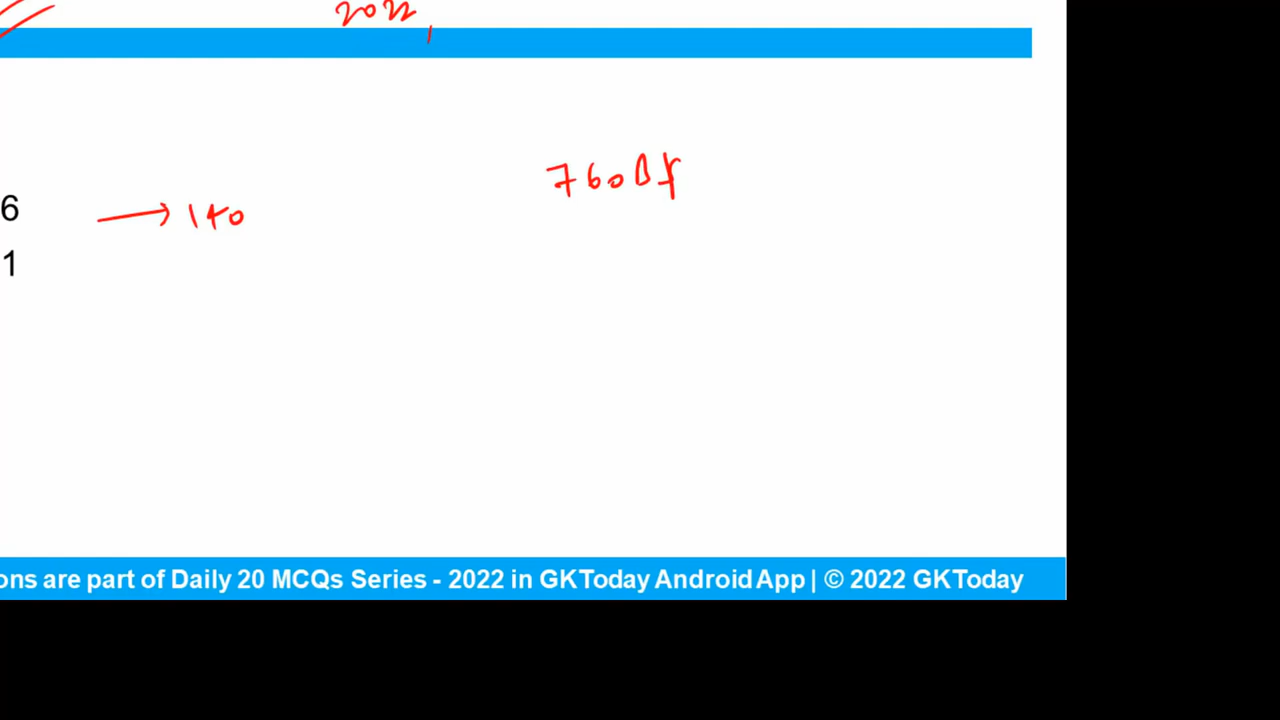 2022,
760B$
6
→ 140
1
ons are part of Daily 20 MCQs Series - 2022 in GKToday Android App | © 2022 GKToday